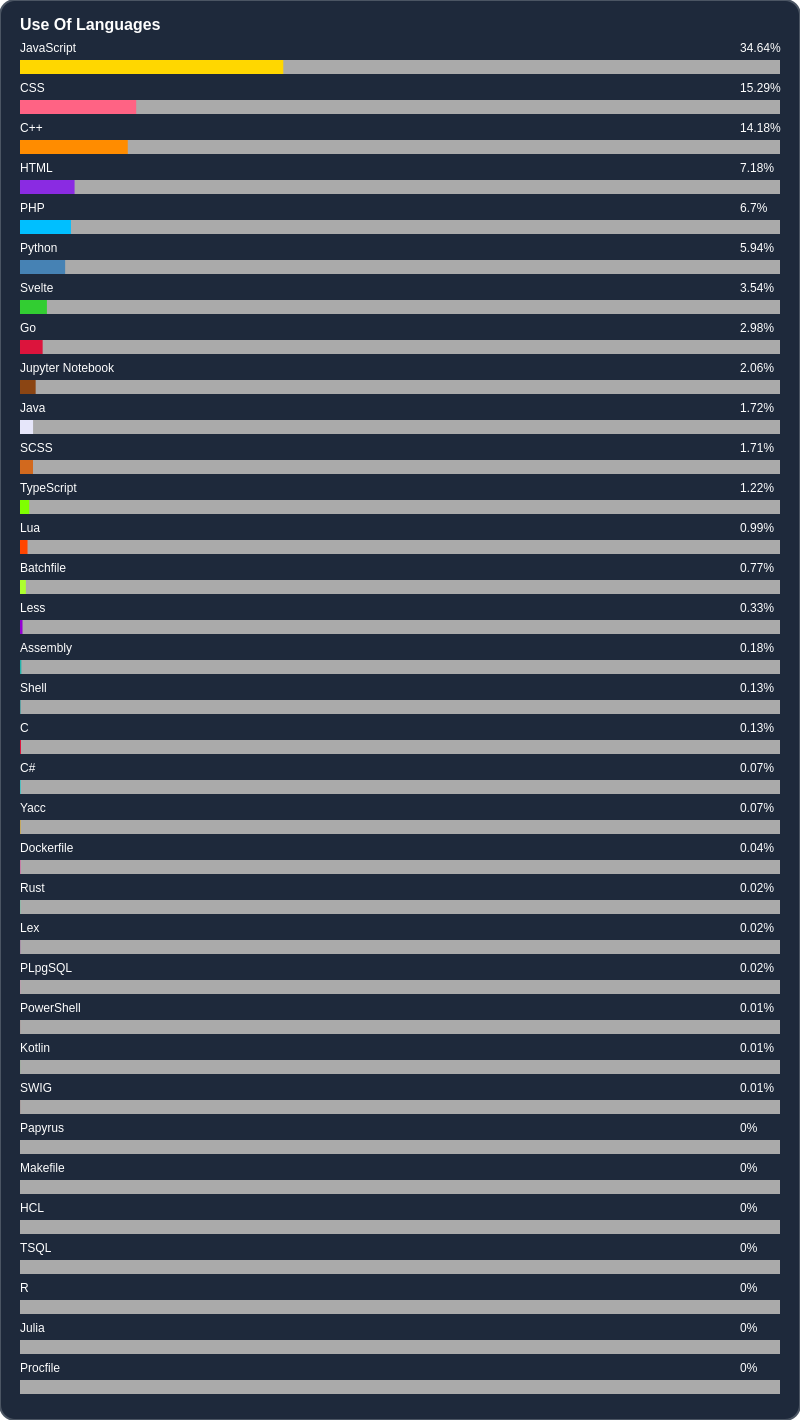 Use Of Languages
JavaScript 34.64%
CSS 15.29%
C++ 14.18%
HTML 7.18%
PHP 6.7%
Python 5.94%
Svelte 3.54%
Go 2.98%
Jupyter Notebook 2.06%
Java 1.72%
SCSS 1.71%
TypeScript 1.22%
Lua 0.99%
Batchfile 0.77%
Less 0.33%
Assembly 0.18%
Shell 0.13%
C 0.13%
C# 0.07%
Yacc 0.07%
Dockerfile 0.04%
Rust 0.02%
Lex 0.02%
PLpgSQL 0.02%
PowerShell 0.01%
Kotlin 0.01%
SWIG 0.01%
Papyrus 0%
Makefile 0%
HCL 0%
TSQL 0%
R 0%
Julia 0%
Procfile 0%